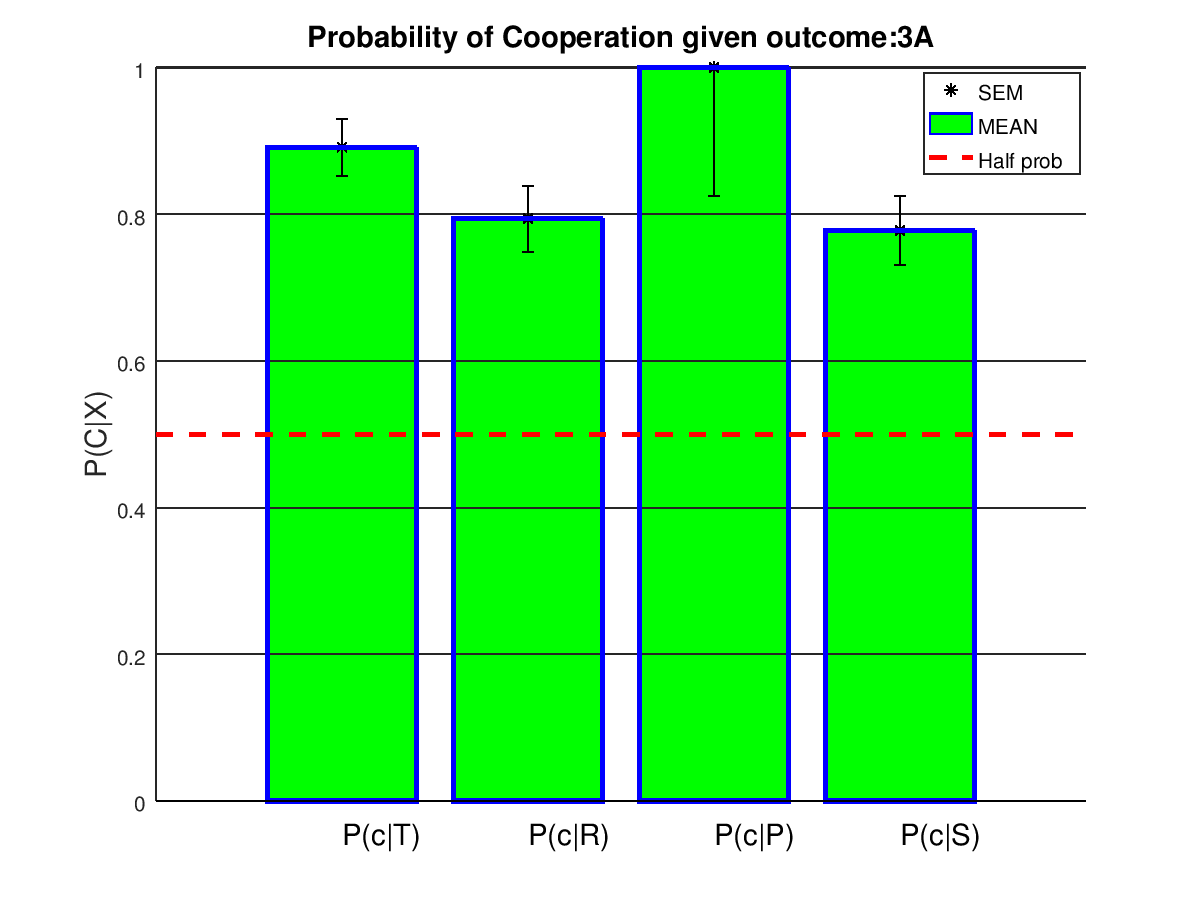 Probability of Cooperation given outcome:3A
SEM
MEAN
Half prob
P(C|X)
1
0.8
0.6
0.4
0.2
0
P(c|T)
P(c|R)
P(c|P)
P(c|S)